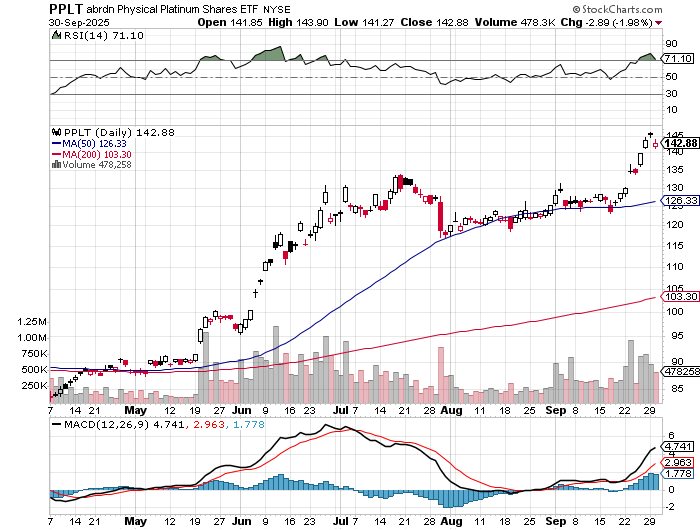 PPLT abrdn Physical Platinum Shares ETF NYSE © StockCharts.com
30-Sep-2025 Open 141.85 High 143.90 Low 141.27 Close 142.88 Volume 478.3K Chg -2.89 (-1.98%)
RSI(14) 71.10
90
71.10
50
30
10
PPLT (Daily) 142.88
MA(50) 126.33
MA(200) 103.30
Volume 478,258
145
142.88
140
135
130
126.33
125
120
115
110
105
103.30
100
95
90
478258
85
1.25M
1.00M
750K
500K
250K
7 14 21 May 12 19 27 Jun 9 16 23 Jul 7 14 21 28 Aug 11 18 25 Sep 8 15 22 29
MACD(12,26,9) 4.741, 2.963, 1.778
6
4.741
4
2.963
1.778
0
-2
7 14 21 May 12 19 27 Jun 9 16 23 Jul 7 14 21 28 Aug 11 18 25 Sep 8 15 22 29